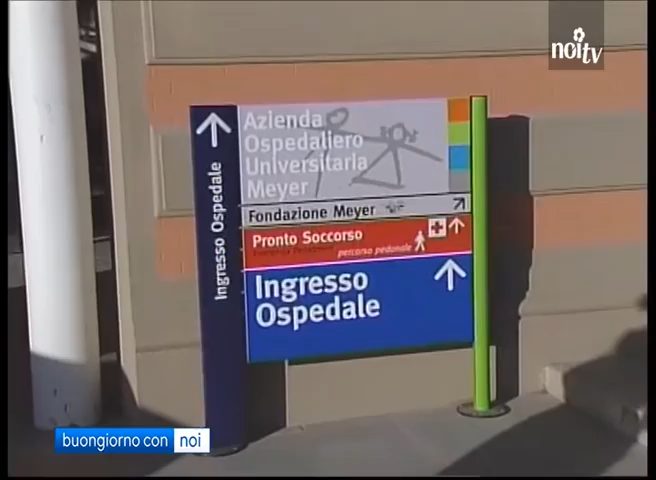 noitv
Azienda
Ospedaliero
Universitaria
Meyer
Ingresso Ospedale
Fondazione Meyer
Pronto Soccorso
percorso pedonale
Ingresso
Ospedale
buongiorno con noi